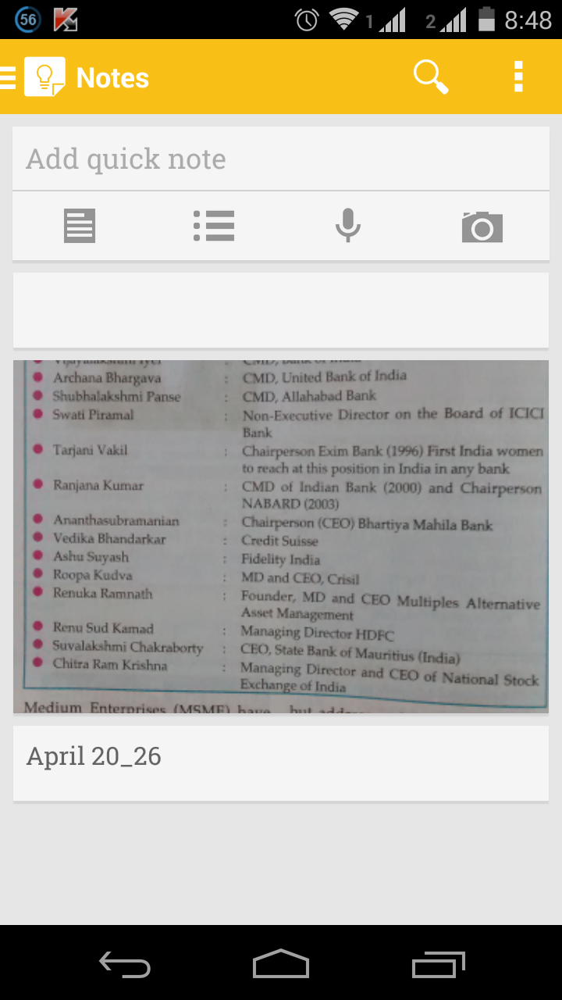 56
1
2
8:48
Notes
Add quick note
Archana Bhargava : CMD, United Bank of India
Shubhalakshmi Panse : CMD, Allahabad Bank
Swati Piramal : Non-Executive Director on the Board of ICICI
Bank
Tarjani Vakil : Chairperson Exim Bank (1996) First India women
to reach at this position in India in any bank
Ranjana Kumar : CMD of Indian Bank (2000) and Chairperson
NABARD (2003)
Ananthasubramanian : Chairperson (CEO) Bhartiya Mahila Bank
Vedika Bhandarkar : Credit Suisse
Ashu Suyash : Fidelity India
Roopa Kudva : MD and CEO, Crisil
Renuka Ramnath : Founder, MD and CEO Multiples Alternative
Asset Management
Renu Sud Kamad : Managing Director HDFC
Suvalakshmi Chakraborty : CEO, State Bank of Mauritius (India)
Chitra Ram Krishna : Managing Director and CEO of National Stock
Exchange of India
Medium Enterprises (MSME) have
April 20_26